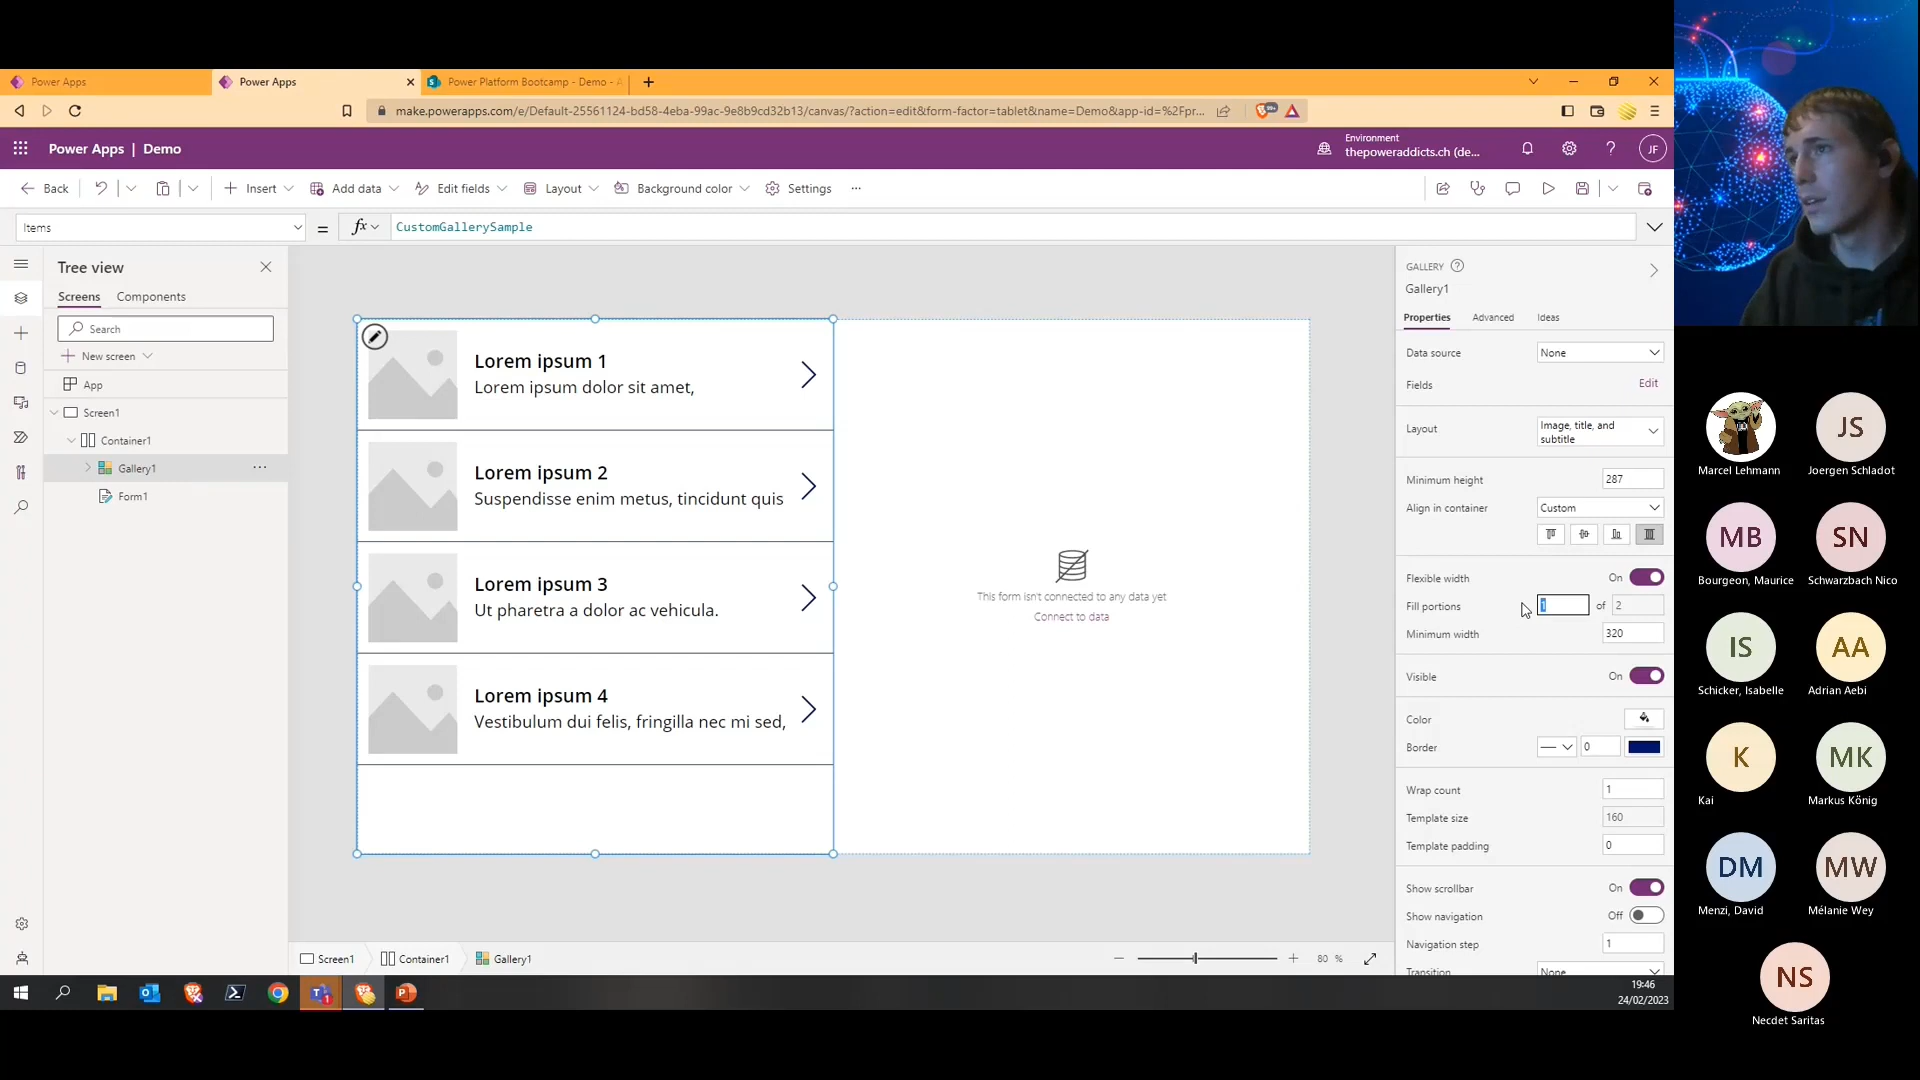 Power Apps
Power Apps
Power Platform Bootcamp - Demo - A
make.powerapps.com/e/Default-25561124-bd58-4eba-99ac-9e8b9cd32b13/canvas/?action=edit&form-factor=tablet&name=Demo&app-id=%2Fpr...
99+
Power Apps | Demo
Environment
thepoweraddicts.ch (de...
JF
Back
Insert
Add data
Edit fields
Layout
Background color
Settings
Items
=
fx
CustomGallerySample
Tree view
Screens
Components
Search
New screen
App
Screen1
Container1
Gallery1
Form1
Lorem ipsum 1
Lorem ipsum dolor sit amet,
Lorem ipsum 2
Suspendisse enim metus, tincidunt quis
Lorem ipsum 3
Ut pharetra a dolor ac vehicula.
Lorem ipsum 4
Vestibulum dui felis, fringilla nec mi sed,
This form isn't connected to any data yet
Connect to data
GALLERY
Gallery1
Properties
Advanced
Ideas
Data source
None
Fields
Edit
Layout
Image, title, and
subtitle
Minimum height
287
Align in container
Custom
Flexible width
On
Fill portions
1
of
2
Minimum width
320
Visible
On
Color
Border
0
Wrap count
1
Template size
160
Template padding
0
Show scrollbar
On
Show navigation
Off
Navigation step
1
Transition
None
Screen1
Container1
Gallery1
80 %
19:46
24/02/2023
Marcel Lehmann
JS
Joergen Schladot
MB
Bourgeon, Maurice
SN
Schwarzbach Nico
IS
Schicker, Isabelle
AA
Adrian Aebi
K
Kai
MK
Markus König
DM
Menzi, David
MW
Mélanie Wey
NS
Necdet Saritas